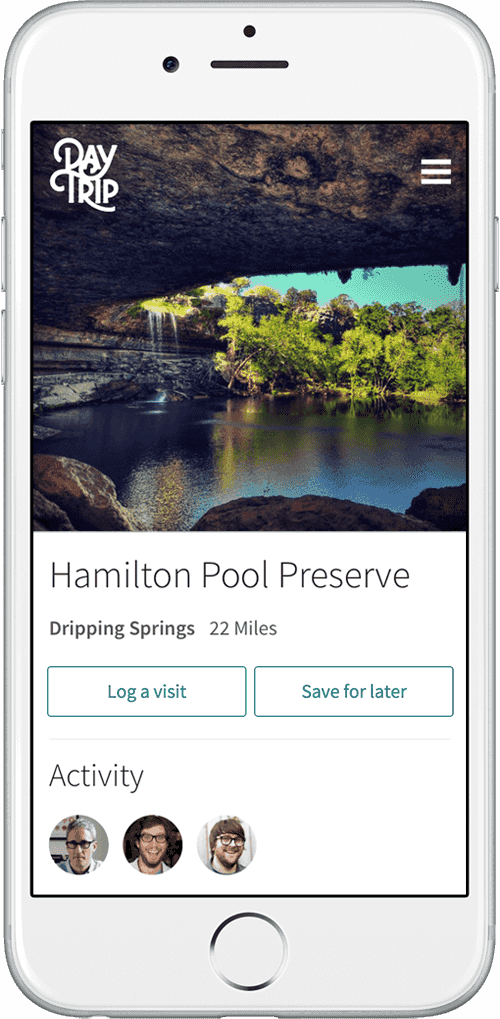 DAY
TRIP
Hamilton Pool Preserve
Dripping Springs 22 Miles
Log a visit Save for later
Activity